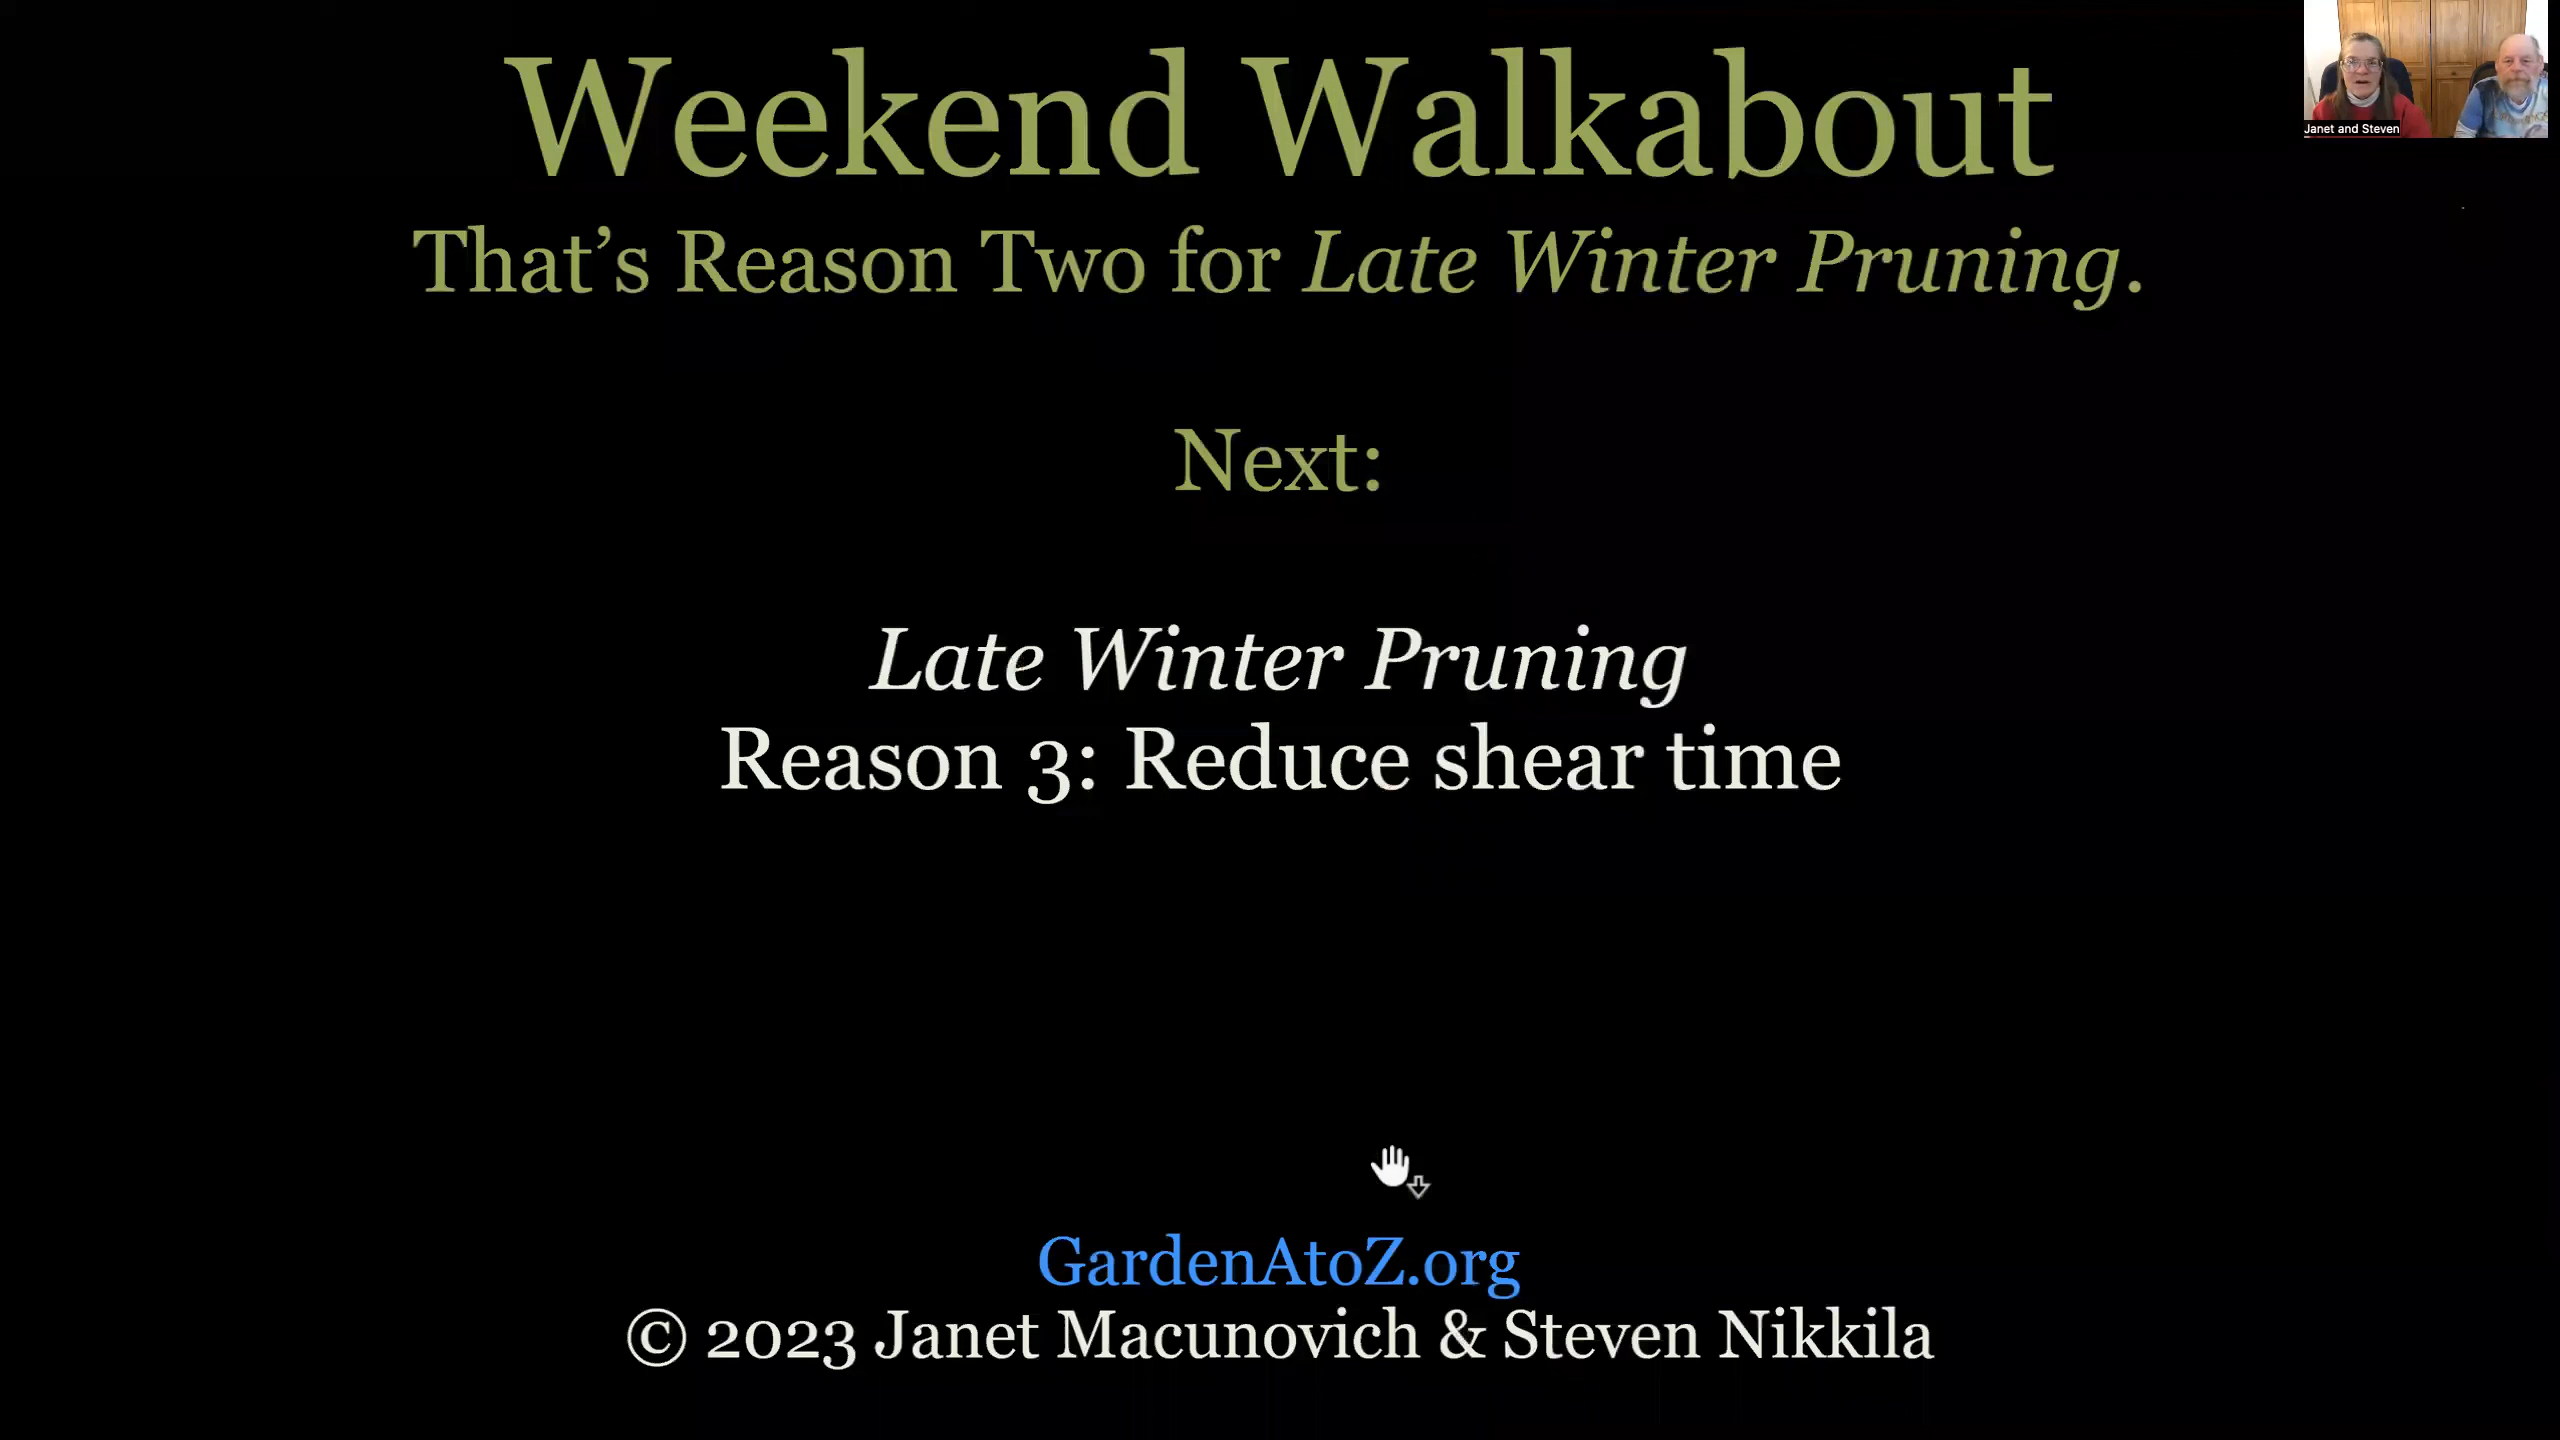 Weekend Walkabout
That’s Reason Two for Late Winter Pruning.
Next:
Late Winter Pruning
Reason 3: Reduce shear time
GardenAtoZ.org
© 2023 Janet Macunovich & Steven Nikkila
Janet and Steven